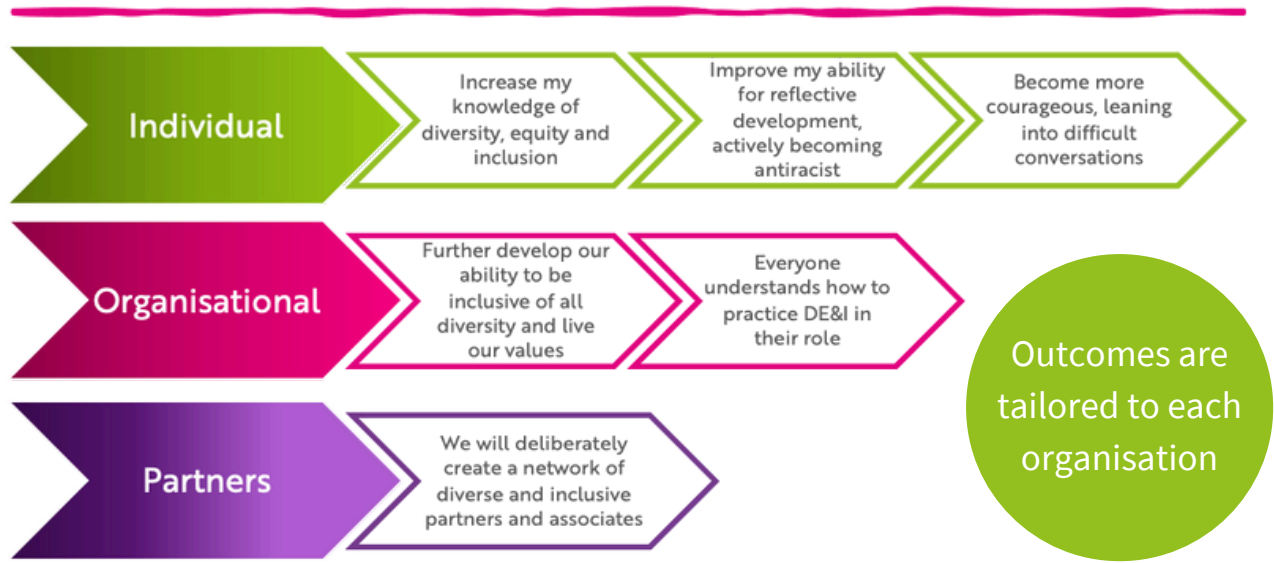 Individual
Increase my
knowledge of
diversity, equity and
inclusion
Improve my ability
for reflective
development,
actively becoming
antiracist
Become more
courageous, leaning
into difficult
conversations
Organisational
Further develop our
ability to be
inclusive of all
diversity and live
our values
Everyone
understands how to
practice DE&I in
their role
Partners
We will deliberately
create a network of
diverse and inclusive
partners and associates
Outcomes are
tailored to each
organisation